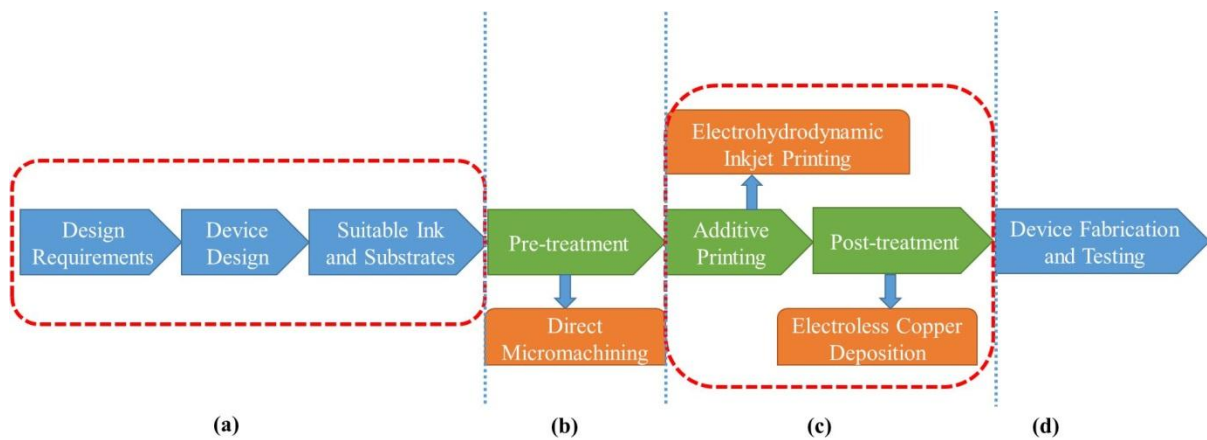 Electrohydrodynamic
Inkjet Printing
Design
Requirements
Device
Design
Suitable Ink
and Substrates
Pre-treatment
Additive
Printing
Post-treatment
Device Fabrication
and Testing
Direct
Micromachining
Electroless Copper
Deposition
(a)
(b)
(c)
(d)